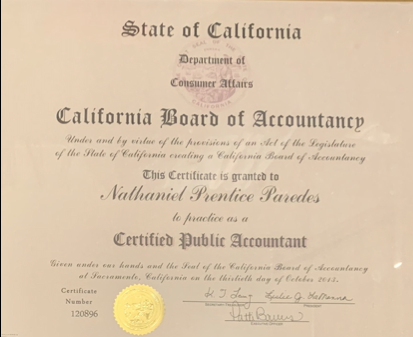 State of California
Department of
Consumer Affairs
California Board of Accountancy
Under and by virtue of the provisions of an Act of the Legislature
of the State of California creating a California Board of Accountancy
This Certificate is granted to
Nathaniel Prentice Paredes
to practice as a
Certified Public Accountant
Given under our hands and the Seal of the California Board of Accountancy
at Sacramento, California on the thirtieth day of October 2013.
Certificate
Number
120896
PRESIDENT